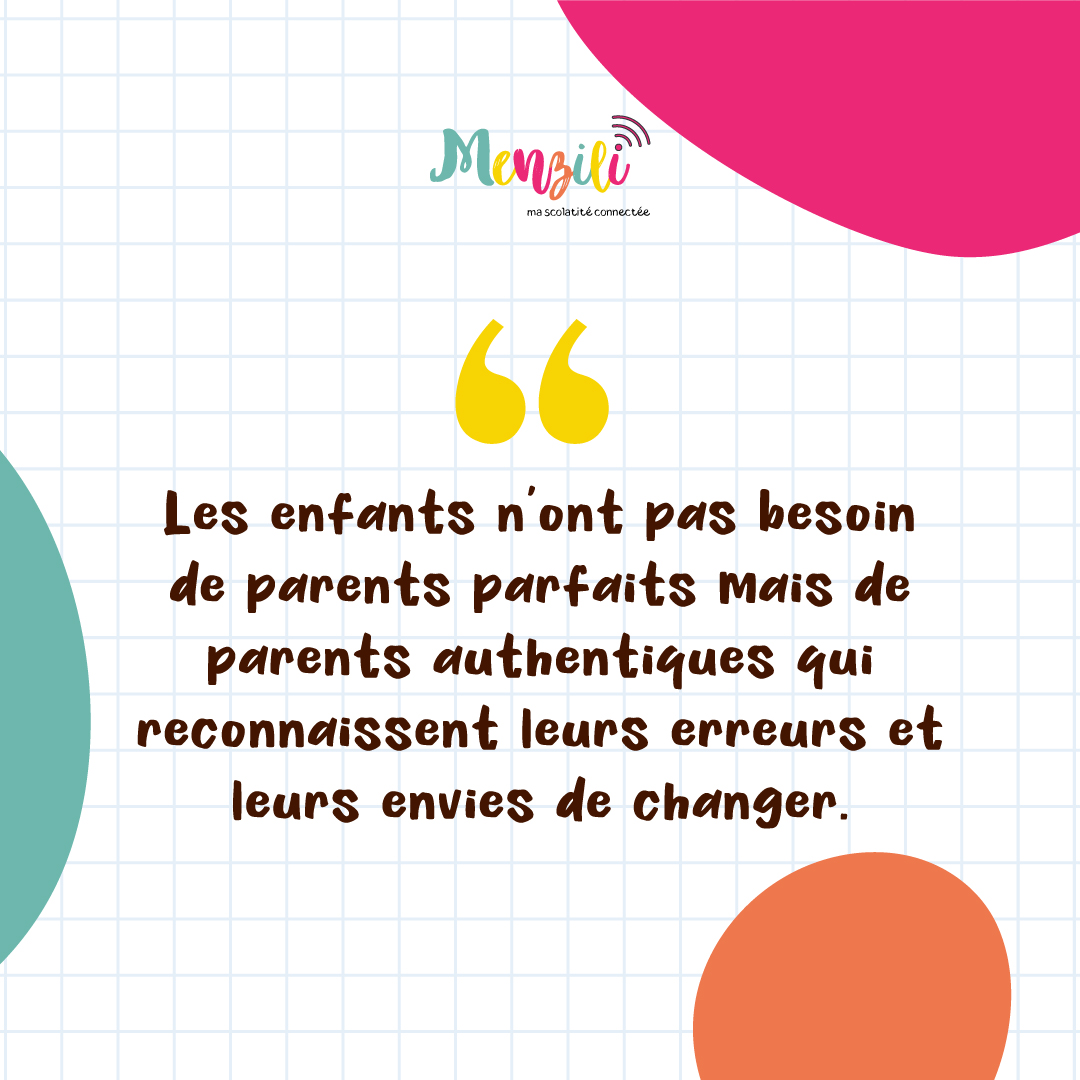 Menzili
ma scolatité connectée
Les enfants n'ont pas besoin
de parents parfaits mais de
parents authentiques qui
reconnaissent leurs erreurs et
leurs envies de changer.